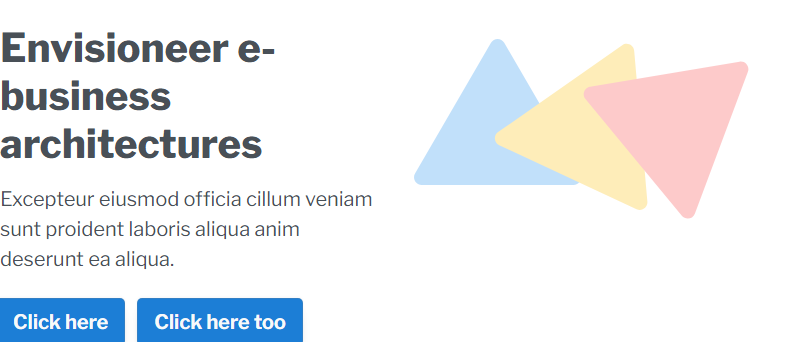 Envisioneer e-
business
architectures
Excepteur eiusmod officia cillum veniam
sunt proident laboris aliqua anim
deserunt ea aliqua.
Click here
Click here too